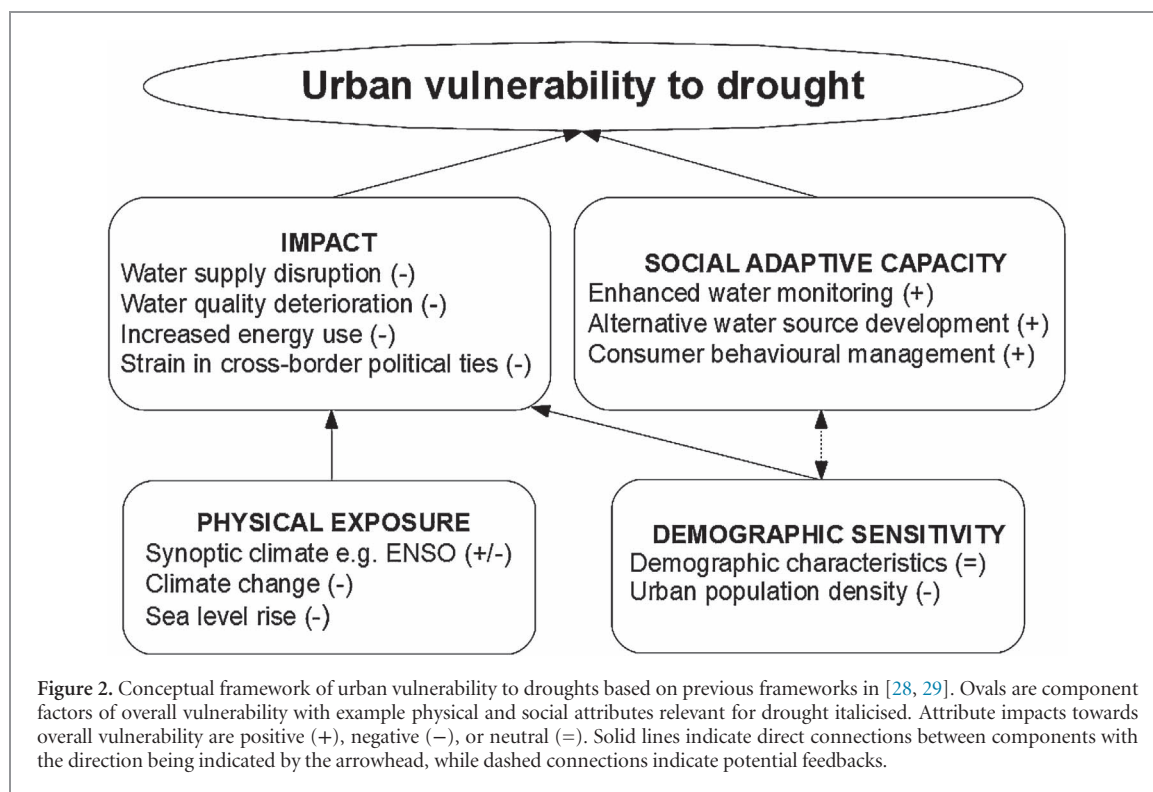 Urban vulnerability to drought
IMPACT
Water supply disruption (-)
Water quality deterioration (-)
Increased energy use (-)
Strain in cross-border political ties (-)
SOCIAL ADAPTIVE CAPACITY
Enhanced water monitoring (+)
Alternative water source development (+)
Consumer behavioural management (+)
PHYSICAL EXPOSURE
Synoptic climate e.g. ENSO (+/-)
Climate change (-)
Sea level rise (-)
DEMOGRAPHIC SENSITIVITY
Demographic characteristics (=)
Urban population density (-)
Figure 2. Conceptual framework of urban vulnerability to droughts based on previous frameworks in [28, 29]. Ovals are component
factors of overall vulnerability with example physical and social attributes relevant for drought italicised. Attribute impacts towards
overall vulnerability are positive (+), negative (−), or neutral (=). Solid lines indicate direct connections between components with
the direction being indicated by the arrowhead, while dashed connections indicate potential feedbacks.